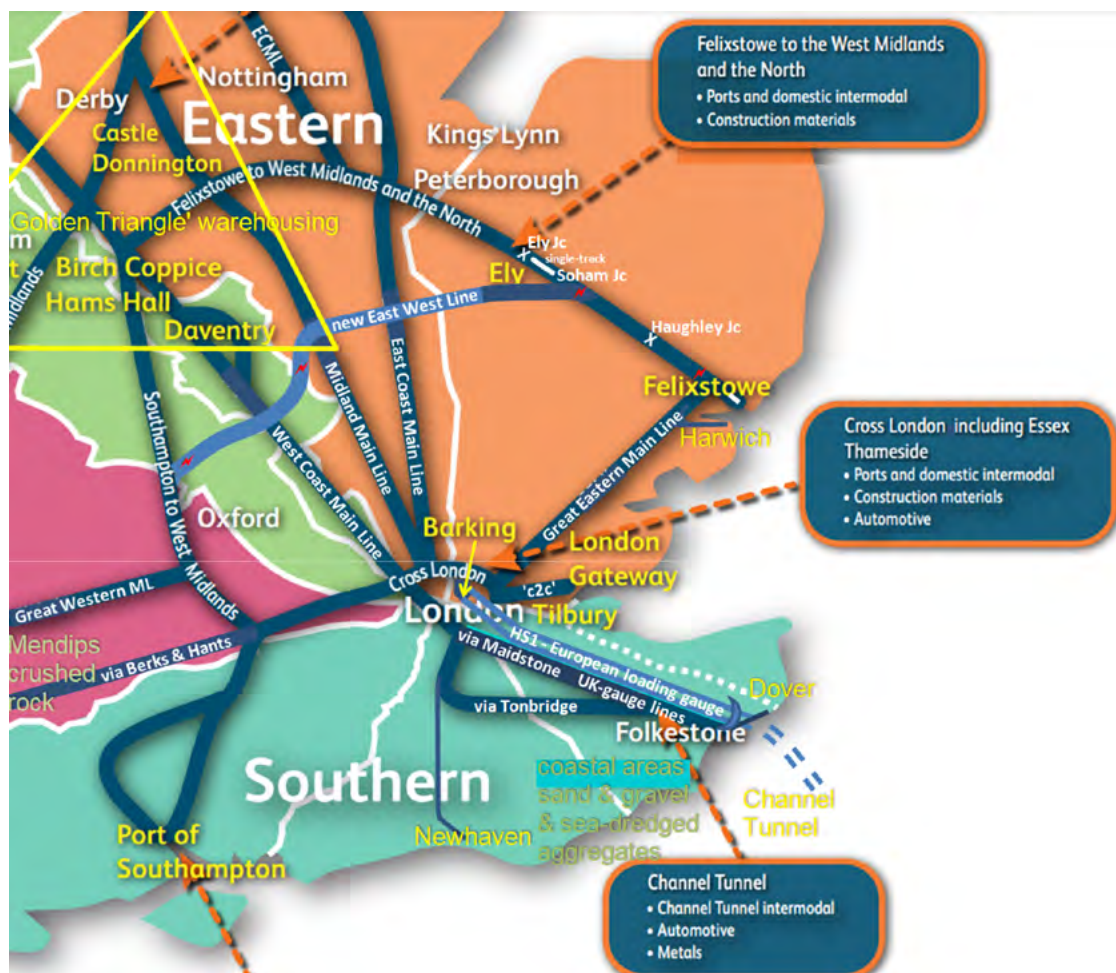 ECML
Nottingham
Derby
Eastern
Castle
Donnington
Kings Lynn
Peterborough
Felixstowe to West Midlands and the North
Felixstowe to the West Midlands
and the North
• Ports and domestic intermodal
• Construction materials
Golden Triangle' warehousing
m
t
Birch Coppice
Hams Hall
Daventry
Midlands
Ely Jc
single-track
Soham Jc
Ely
new East West Line
Haughley Jc
Felixstowe
Harwich
Southampton to West Midlands
West Coast Main Line
Midland Main Line
East Coast Main Line
Great Eastern Main Line
Cross London including Essex
Thameside
• Ports and domestic intermodal
• Construction materials
• Automotive
Oxford
Barking
London
Gateway
Cross London
'c2c'
London
Tilbury
Great Western ML
Mendips
crushed
rock
via Berks & Hants
HS1 - European loading gauge
via Maidstone UK-gauge lines
via Tonbridge
Dover
Folkestone
Southern
coastal areas
sand & gravel
& sea-dredged
aggregates
Channel
Tunnel
Newhaven
Port of
Southampton
Channel Tunnel
• Channel Tunnel intermodal
• Automotive
• Metals